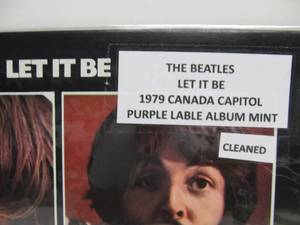 LET IT BE
THE BEATLES
LET IT BE
1979 CANADA CAPITOL
PURPLE LABLE ALBUM MINT
CLEANED